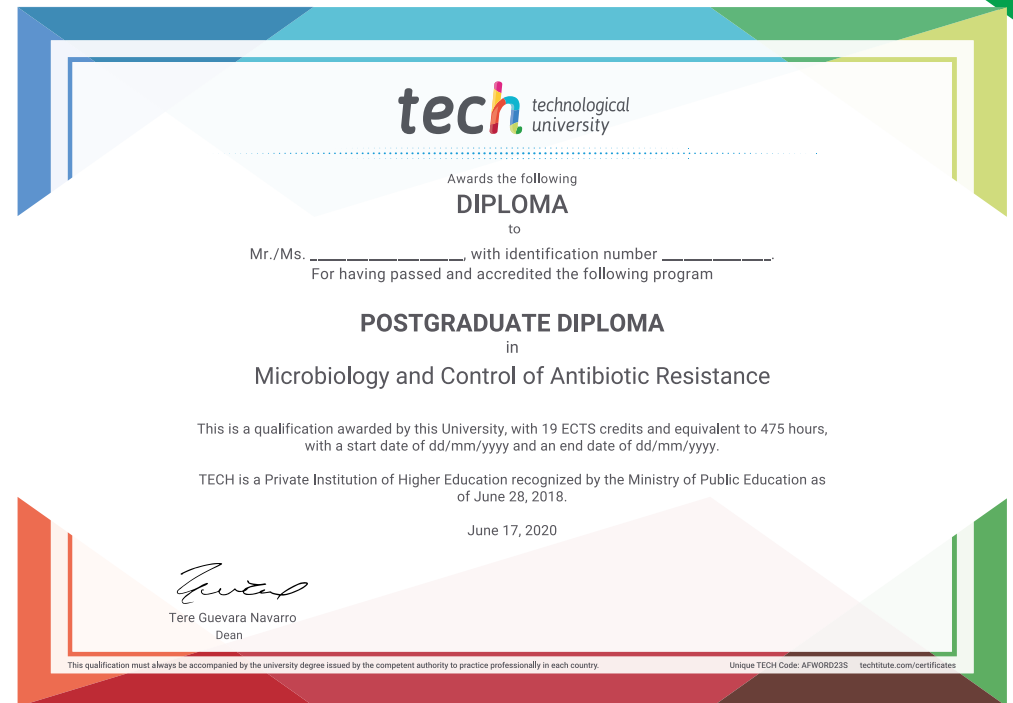 tech technological
university
Awards the following
DIPLOMA
to
Mr./Ms. ____________________, with identification number ______________.
For having passed and accredited the following program
POSTGRADUATE DIPLOMA
in
Microbiology and Control of Antibiotic Resistance
This is a qualification awarded by this University, with 19 ECTS credits and equivalent to 475 hours,
with a start date of dd/mm/yyyy and an end date of dd/mm/yyyy.
TECH is a Private Institution of Higher Education recognized by the Ministry of Public Education as
of June 28, 2018.
June 17, 2020
Tere Guevara Navarro
Dean
This qualification must always be accompanied by the university degree issued by the competent authority to practice professionally in each country.
Unique TECH Code: AFWORD23S techtitute.com/certificates